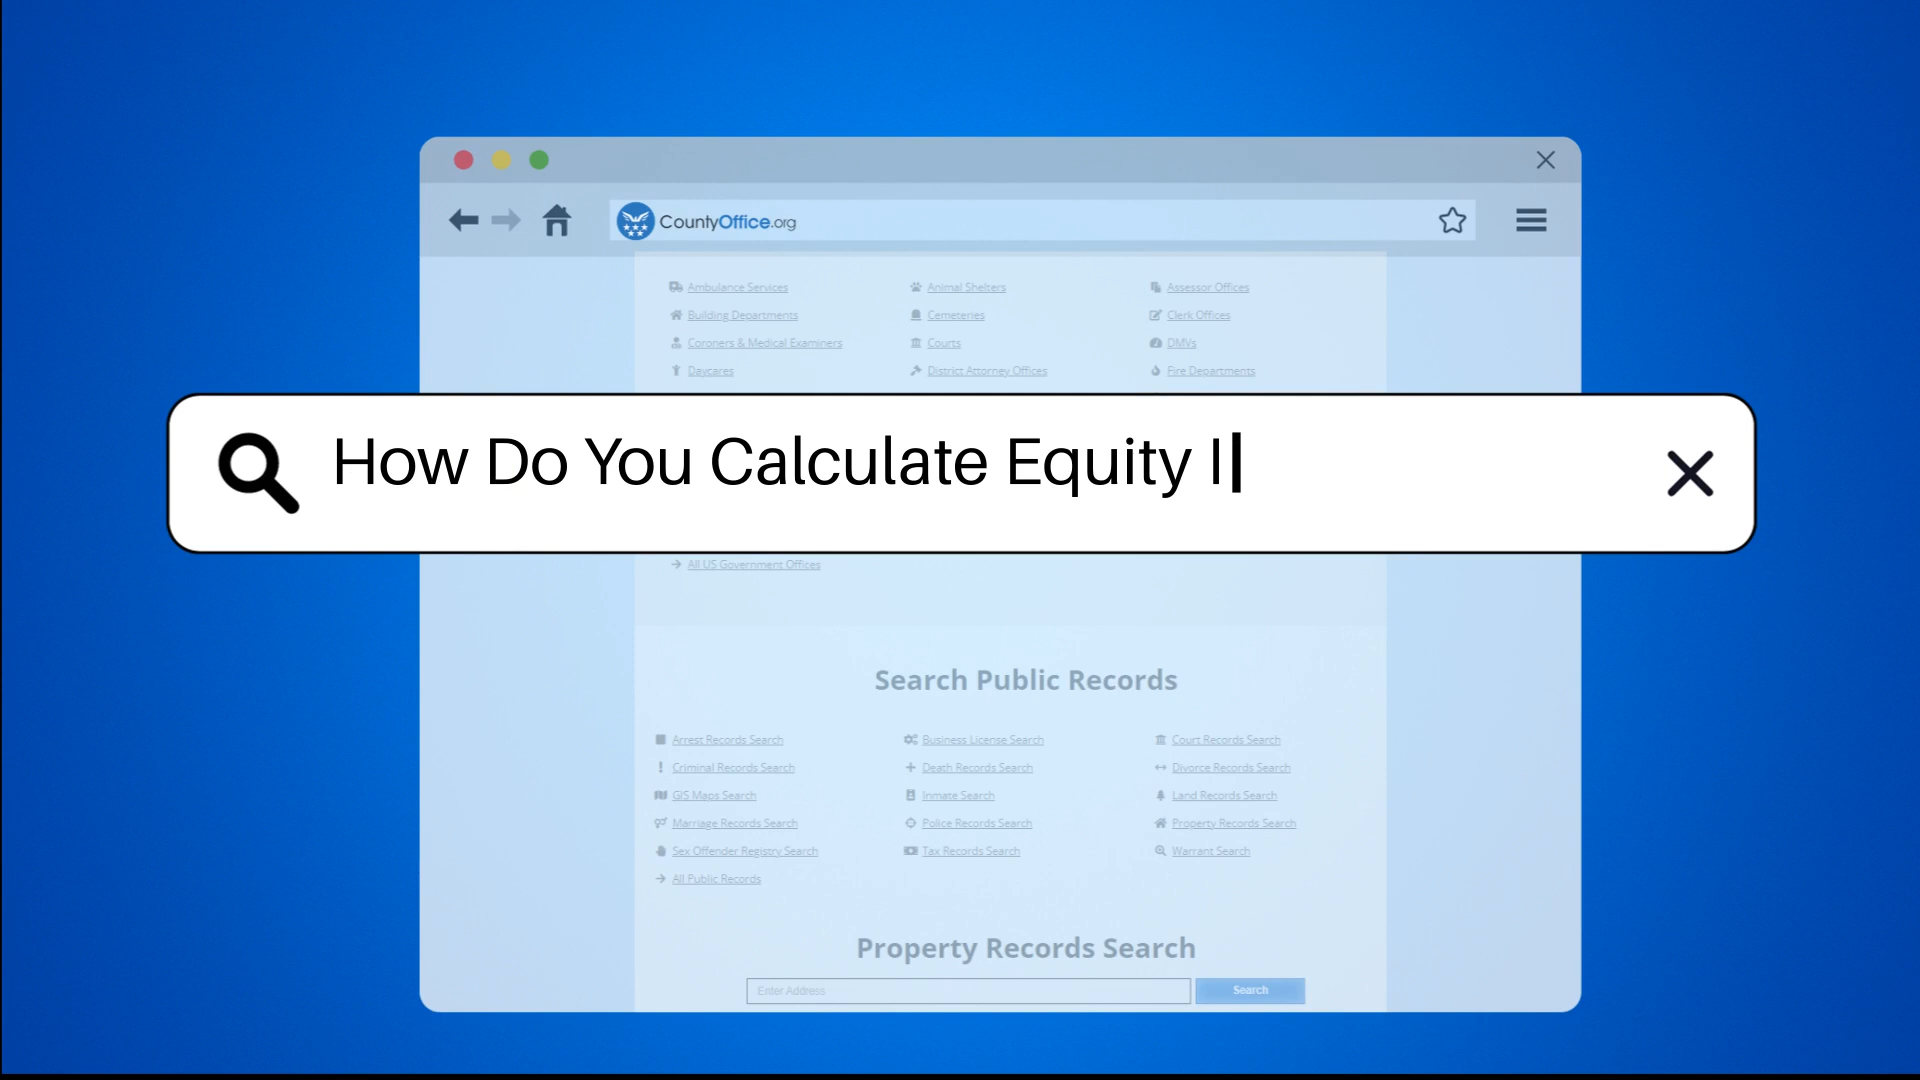 CountyOffice.org
Ambulance Services Animal Shelters Assessor Offices
Building Departments Cemeteries Clerk Offices
Coroners & Medical Examiners Courts DMVs
Daycares District Attorney Offices Fire Departments
How Do You Calculate Equity I
All US Government Offices
Search Public Records
Arrest Records Search Business License Search Court Records Search
Criminal Records Search Death Records Search Divorce Records Search
GIS Maps Search Inmate Search Land Records Search
Marriage Records Search Police Records Search Property Records Search
Sex Offender Registry Search Tax Records Search Warrant Search
All Public Records
Property Records Search
Enter Address Search